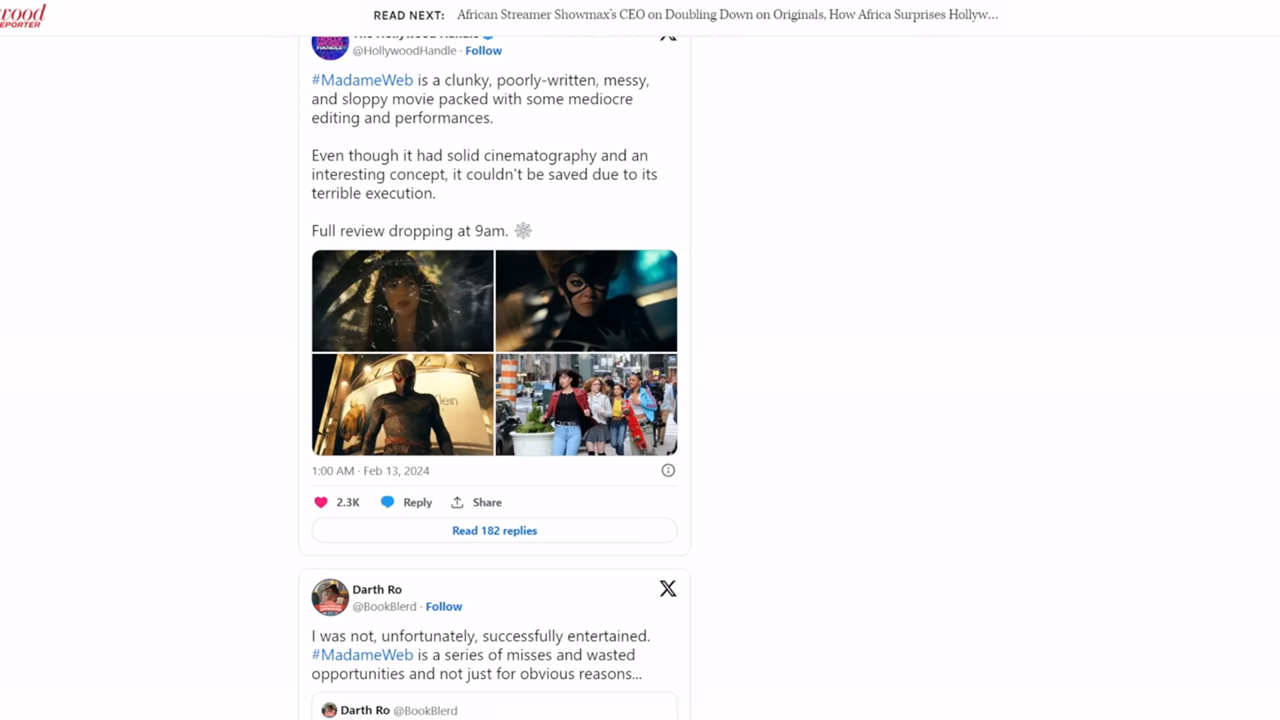 wood
REPORTER
READ NEXT: African Streamer Showmax's CEO on Doubling Down on Originals, How Africa Surprises Hollyw...
The Hollywood Handle
@HollywoodHandle · Follow
#MadameWeb is a clunky, poorly-written, messy,
and sloppy movie packed with some mediocre
editing and performances.
Even though it had solid cinematography and an
interesting concept, it couldn't be saved due to its
terrible execution.
Full review dropping at 9am. 🕸
1:00 AM · Feb 13, 2024
2.3K Reply Share
Read 182 replies
Darth Ro
@BookBlerd · Follow
I was not, unfortunately, successfully entertained.
#MadameWeb is a series of misses and wasted
opportunities and not just for obvious reasons...
Darth Ro @BookBlerd